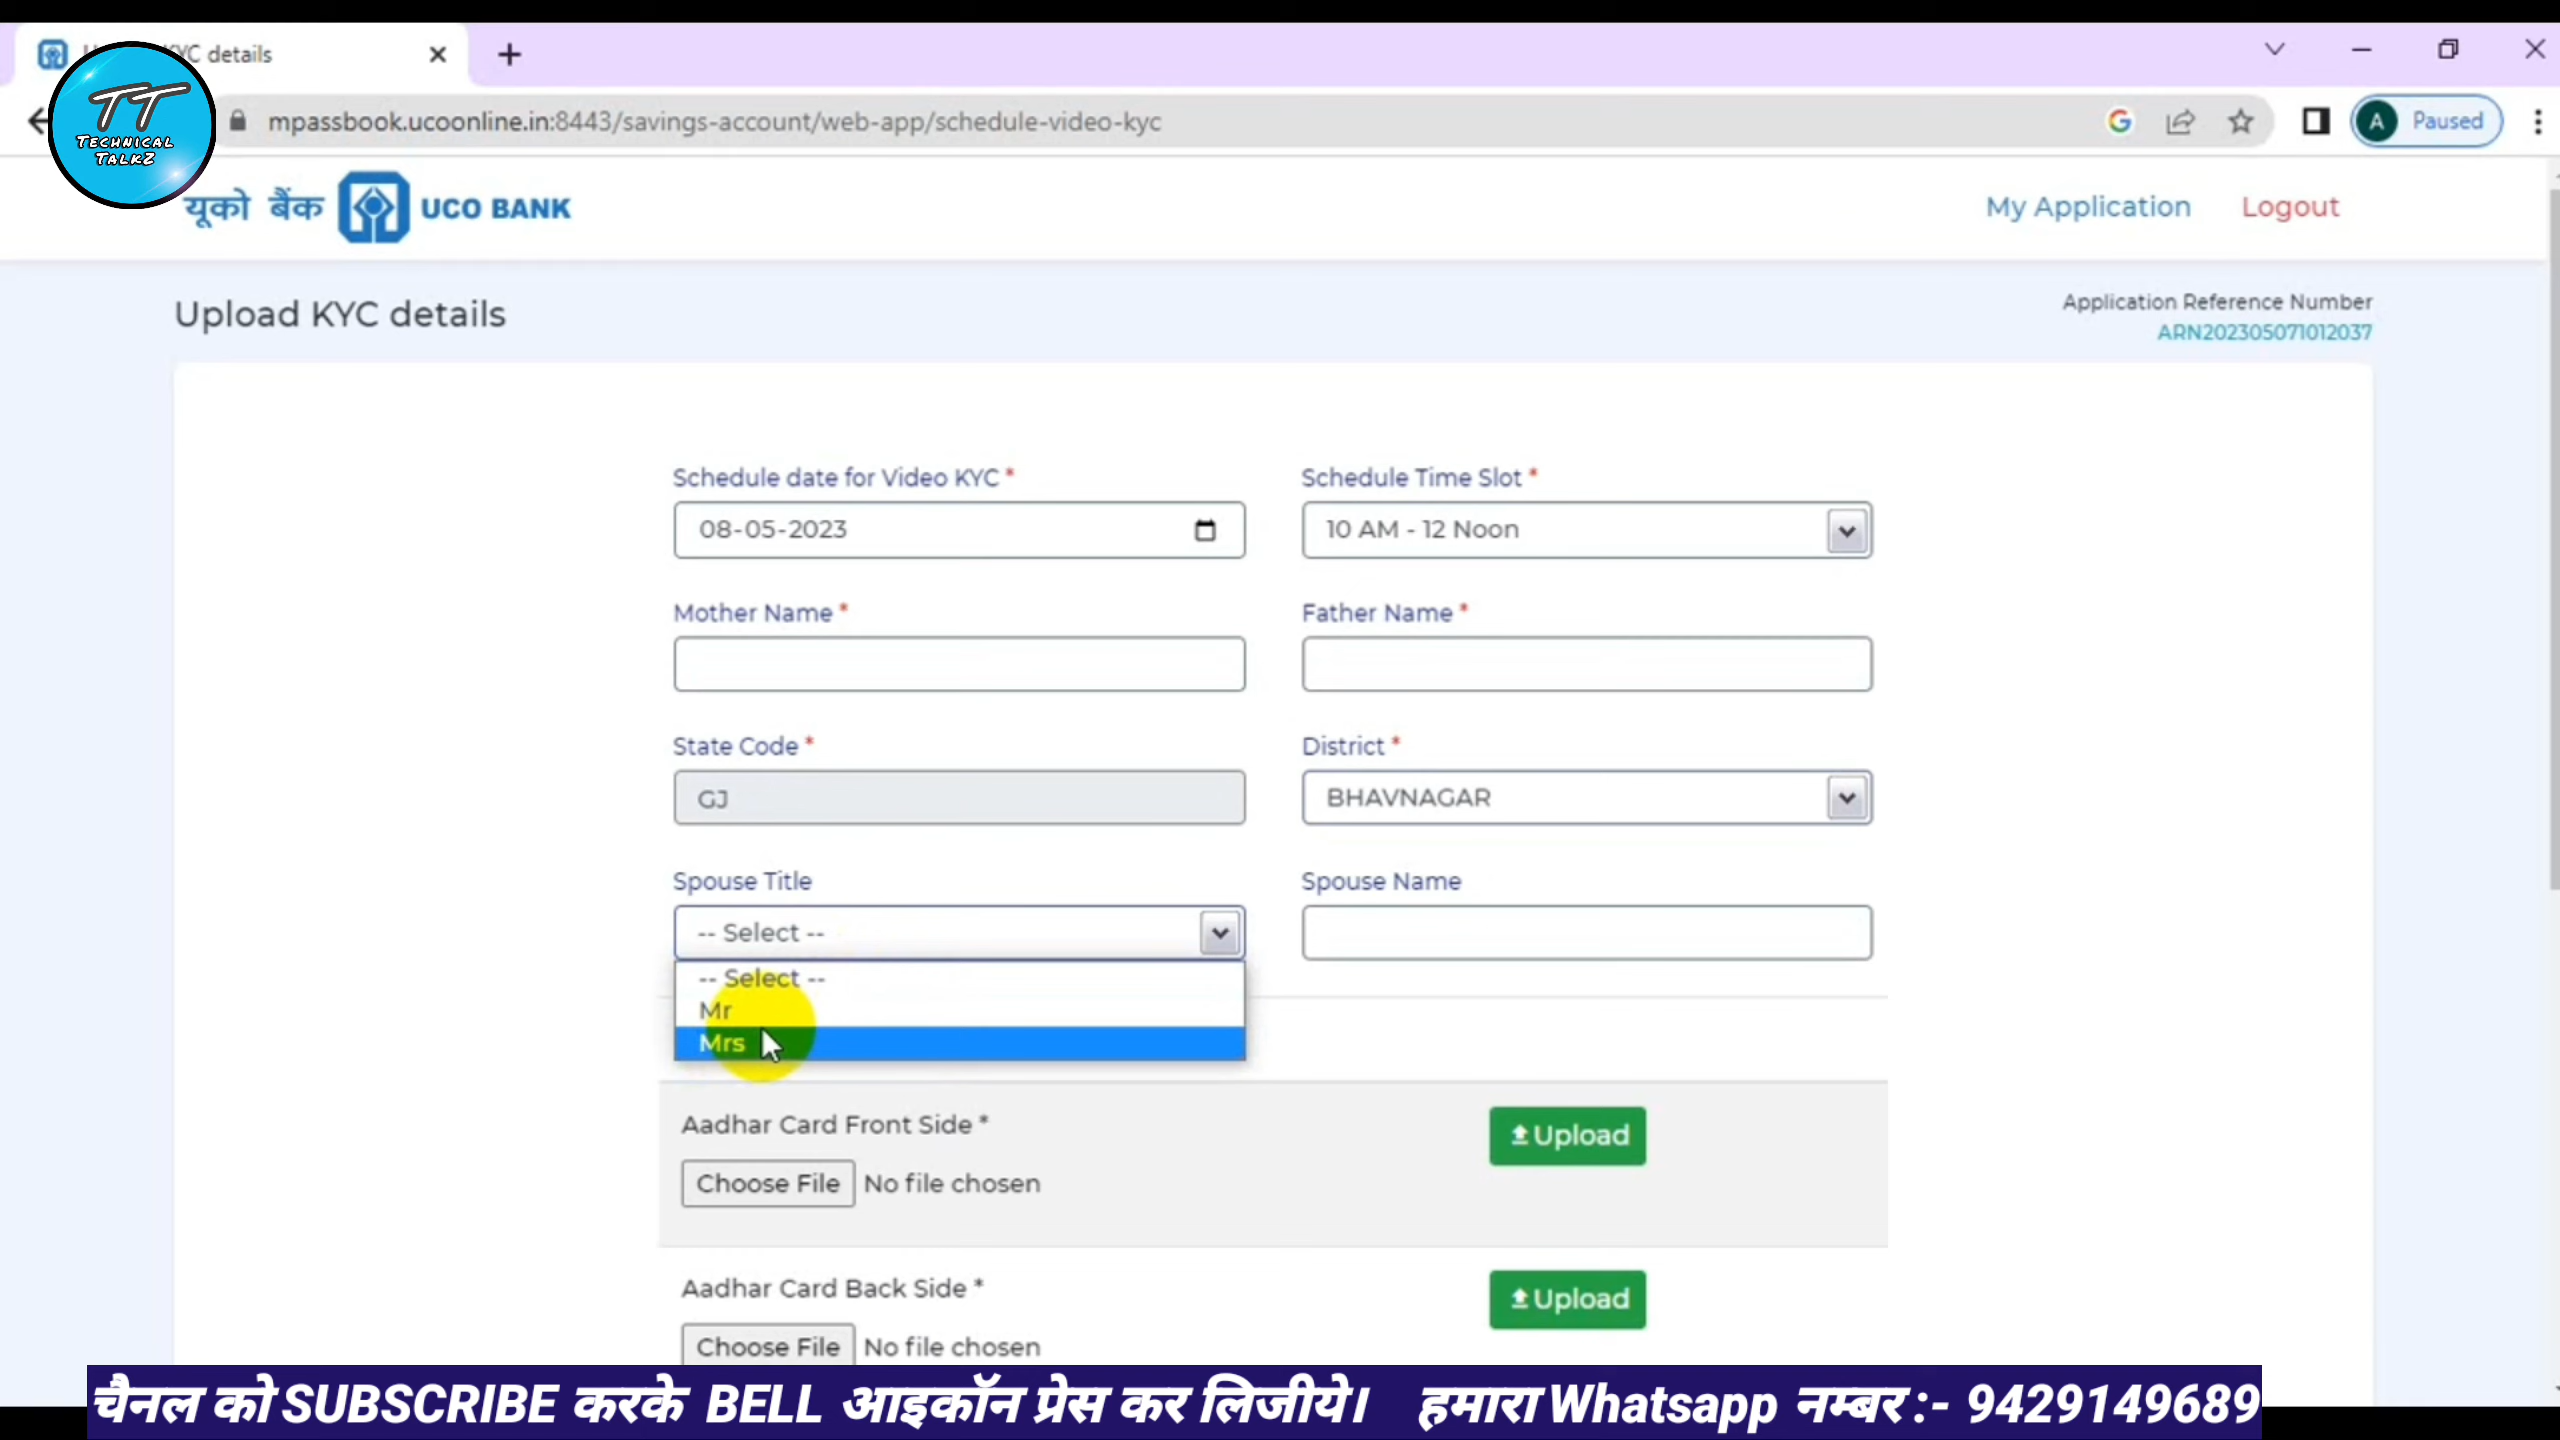 KYC details
TT
TECHNICAL
TALKZ
mpassbook.ucoonline.in:8443/savings-account/web-app/schedule-video-kyc
G
A
Paused
यूको बैंक UCO BANK
My Application
Logout
Upload KYC details
Application Reference Number
ARN202305071012037
Schedule date for Video KYC *
Schedule Time Slot *
08-05-2023
10 AM - 12 Noon
Mother Name *
Father Name *
State Code *
District *
GJ
BHAVNAGAR
Spouse Title
Spouse Name
-- Select --
-- Select --
Mr
Mrs
Aadhar Card Front Side *
Upload
Choose File No file chosen
Aadhar Card Back Side *
Upload
Choose File No file chosen
चैनल को SUBSCRIBE करके BELL आइकॉन प्रेस कर लिजीये। हमारा Whatsapp नम्बर :- 9429149689